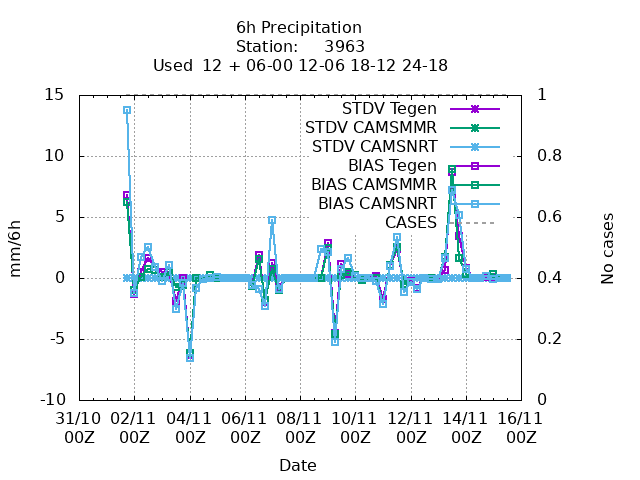 6h Precipitation
Station: 3963
Used 12 + 06-00 12-06 18-12 24-18
15 1
STDV Tegen
STDV CAMSMMR
STDV CAMSNRT
10 0.8
BIAS Tegen
BIAS CAMSMMR
BIAS CAMSNRT
5 0.6
CASES
mm/6h
No cases
0 0.4
-5 0.2
-10 0
31/10 02/11 04/11 06/11 08/11 10/11 12/11 14/11 16/11
00Z 00Z 00Z 00Z 00Z 00Z 00Z 00Z 00Z
Date